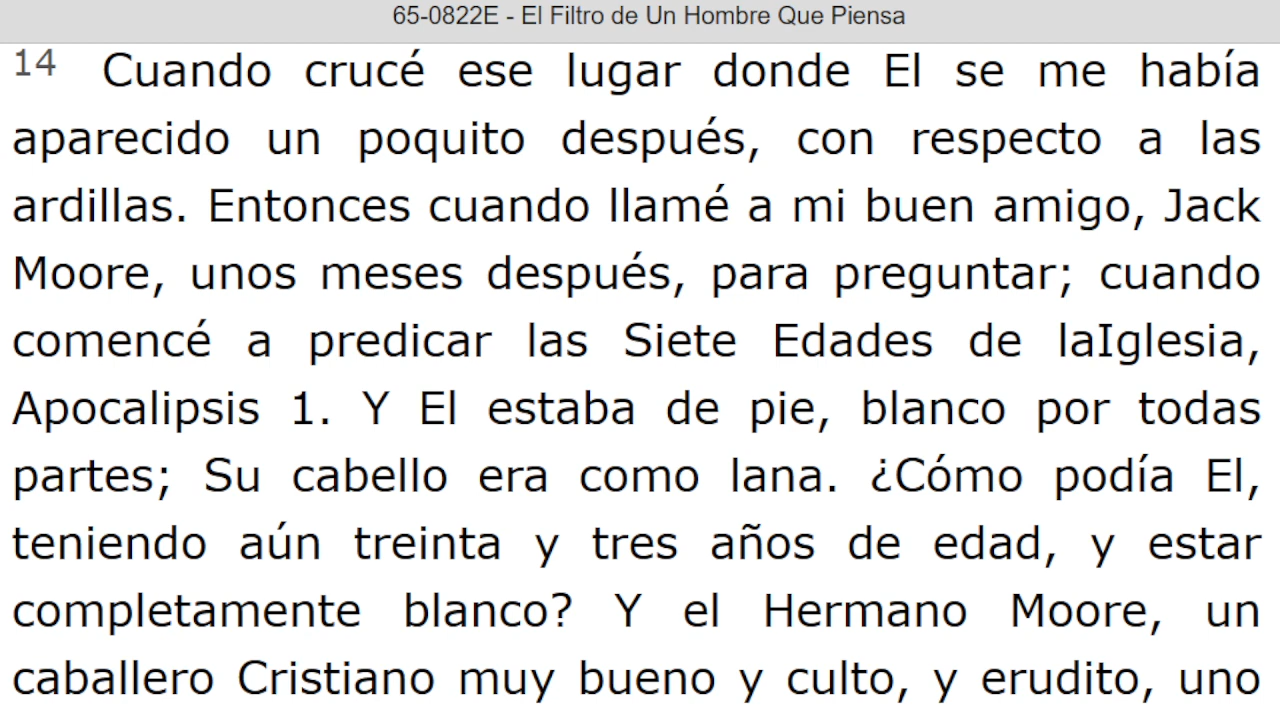 65-0822E - El Filtro de Un Hombre Que Piensa
14 Cuando crucé ese lugar donde El se me había
aparecido un poquito después, con respecto a las
ardillas. Entonces cuando llamé a mi buen amigo, Jack
Moore, unos meses después, para preguntar; cuando
comencé a predicar las Siete Edades de laIglesia,
Apocalipsis 1. Y El estaba de pie, blanco por todas
partes; Su cabello era como lana. ¿Cómo podía El,
teniendo aún treinta y tres años de edad, y estar
completamente blanco? Y el Hermano Moore, un
caballero Cristiano muy bueno y culto, y erudito, uno